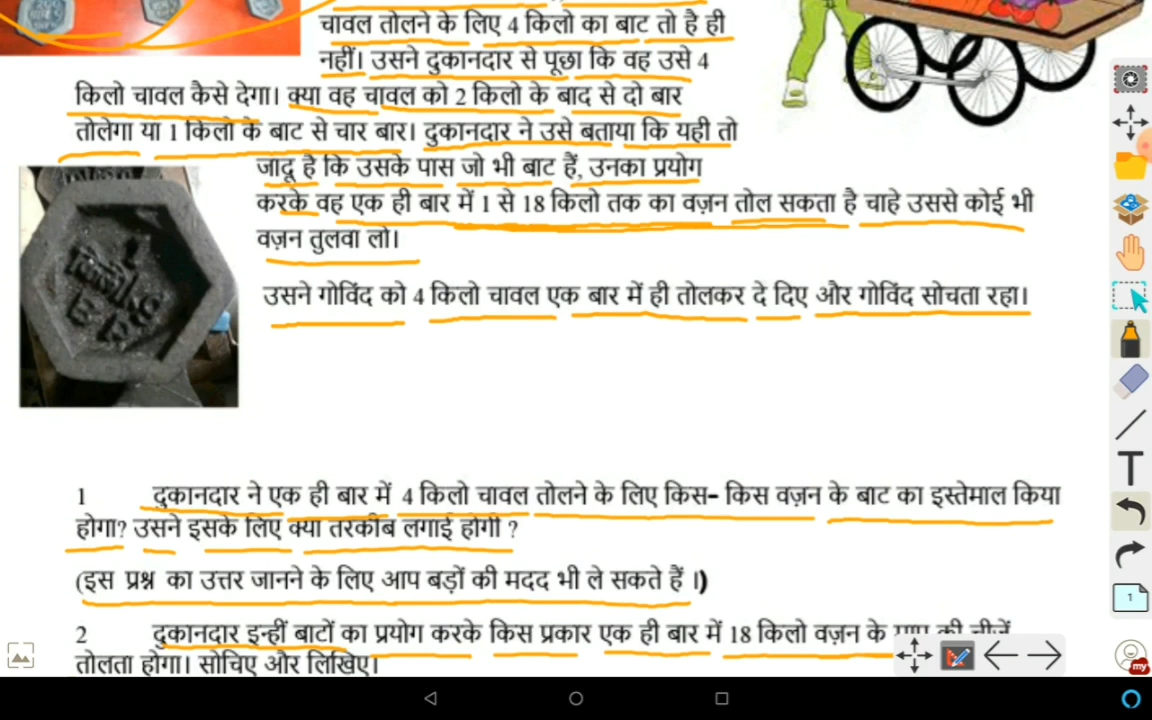 चावल तोलने के लिए 4 किलो का बाट तो है ही
नहीं। उसने दुकानदार से पूछा कि वह उसे 4
किलो चावल कैसे देगा। क्या वह चावल को 2 किलो के बाद से दो बार
तोलेगा या 1 किलो के बाट से चार बार। दुकानदार ने उसे बताया कि यही तो
जादू है कि उसके पास जो भी बाट हैं, उनका प्रयोग
करके वह एक ही बार में 1 से 18 किलो तक का वज़न तोल सकता है चाहे उससे कोई भी
वज़न तुलवा लो।
1
किलो
उसने गोविंद को 4 किलो चावल एक बार में ही तोलकर दे दिए और गोविंद सोचता रहा।
1 दुकानदार ने एक ही बार में 4 किलो चावल तोलने के लिए किस- किस वज़न के बाट का इस्तेमाल किया
होगा? उसने इसके लिए क्या तरकीब लगाई होगी ?
(इस प्रश्न का उत्तर जानने के लिए आप बड़ों की मदद भी ले सकते हैं ।)
2 दुकानदार इन्हीं बाटों का प्रयोग करके किस प्रकार एक ही बार में 18 किलो वज़न के
तोलता होगा। सोचिए और लिखिए।
T
1
my